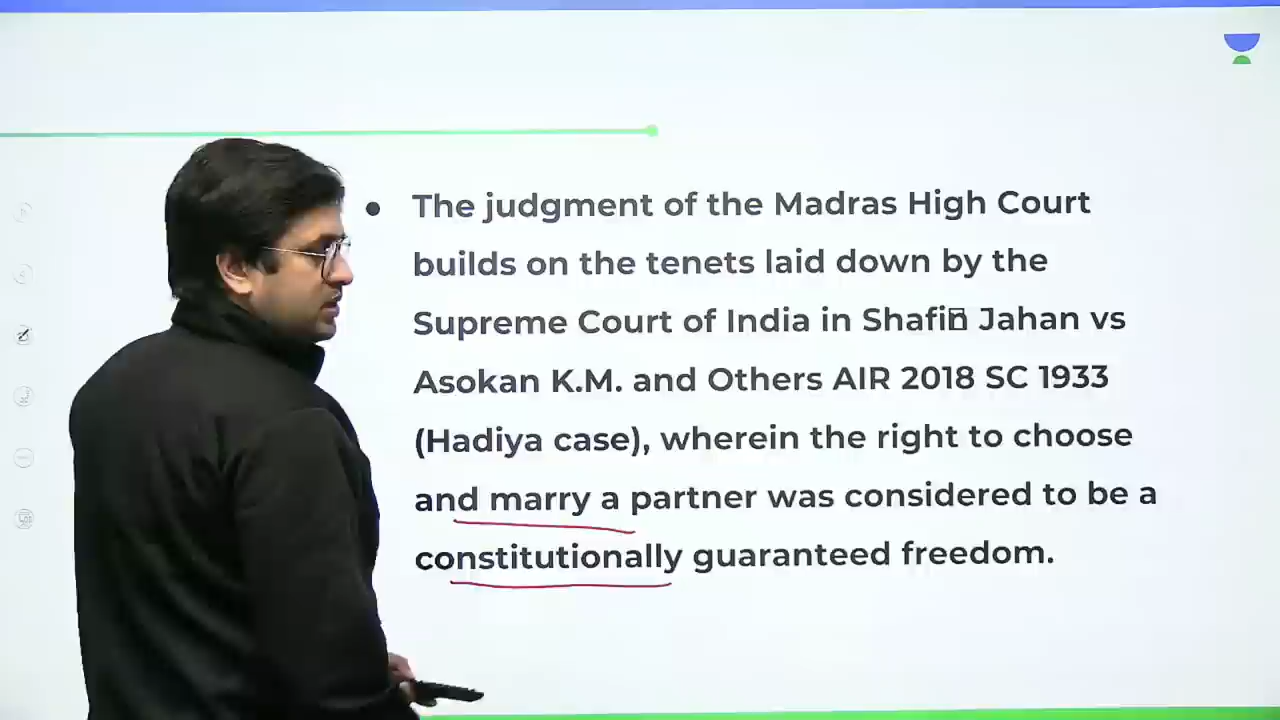 The judgment of the Madras High Court
builds on the tenets laid down by the
Supreme Court of India in Shafin Jahan vs
Asokan K.M. and Others AIR 2018 SC 1933
(Hadiya case), wherein the right to choose
and marry a partner was considered to be a
constitutionally guaranteed freedom.